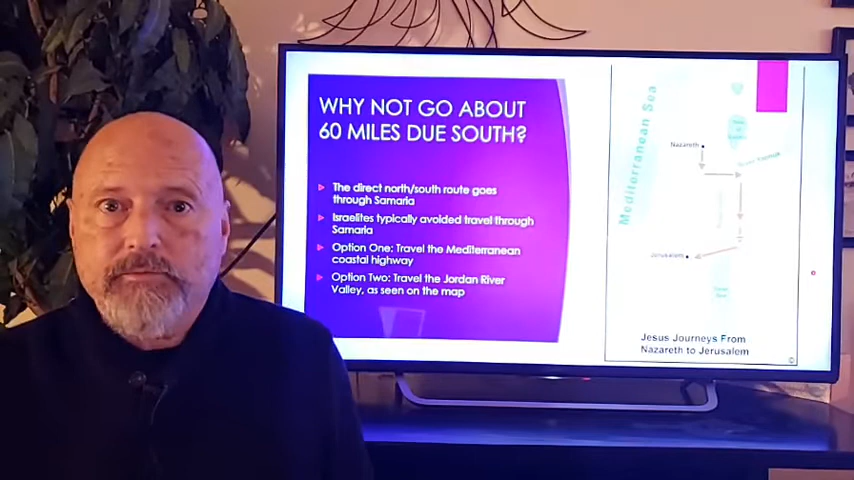 WHY NOT GO ABOUT
60 MILES DUE SOUTH?
The direct north/south route goes
through Samaria
Israelites typically avoided travel through
Samaria
Option One: Travel the Mediterranean
coastal highway
Option Two: Travel the Jordan River
Valley, as seen on the map
Mediterranean Sea
Nazareth
Jerusalem
Jesus Journeys From
Nazareth to Jerusalem